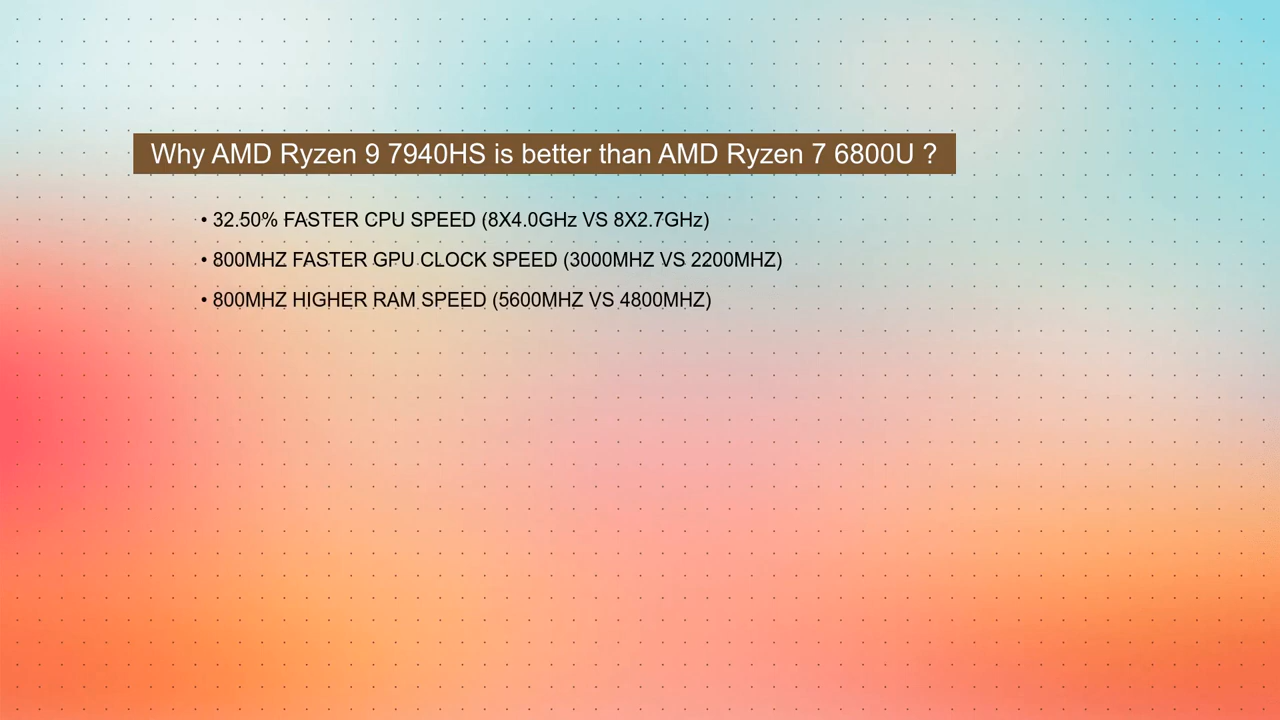 Why AMD Ryzen 9 7940HS is better than AMD Ryzen 7 6800U ?
• 32.50% FASTER CPU SPEED (8X4.0GHz VS 8X2.7GHz)
• 800MHZ FASTER GPU CLOCK SPEED (3000MHZ VS 2200MHZ)
• 800MHZ HIGHER RAM SPEED (5600MHZ VS 4800MHZ)